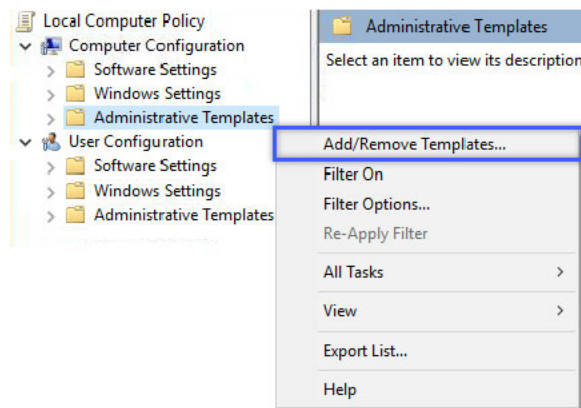 Local Computer Policy
Computer Configuration
Software Settings
Windows Settings
Administrative Templates
User Configuration
Software Settings
Windows Settings
Administrative Templates
Administrative Templates
Select an item to view its description
Add/Remove Templates...
Filter On
Filter Options...
Re-Apply Filter
All Tasks
View
Export List...
Help